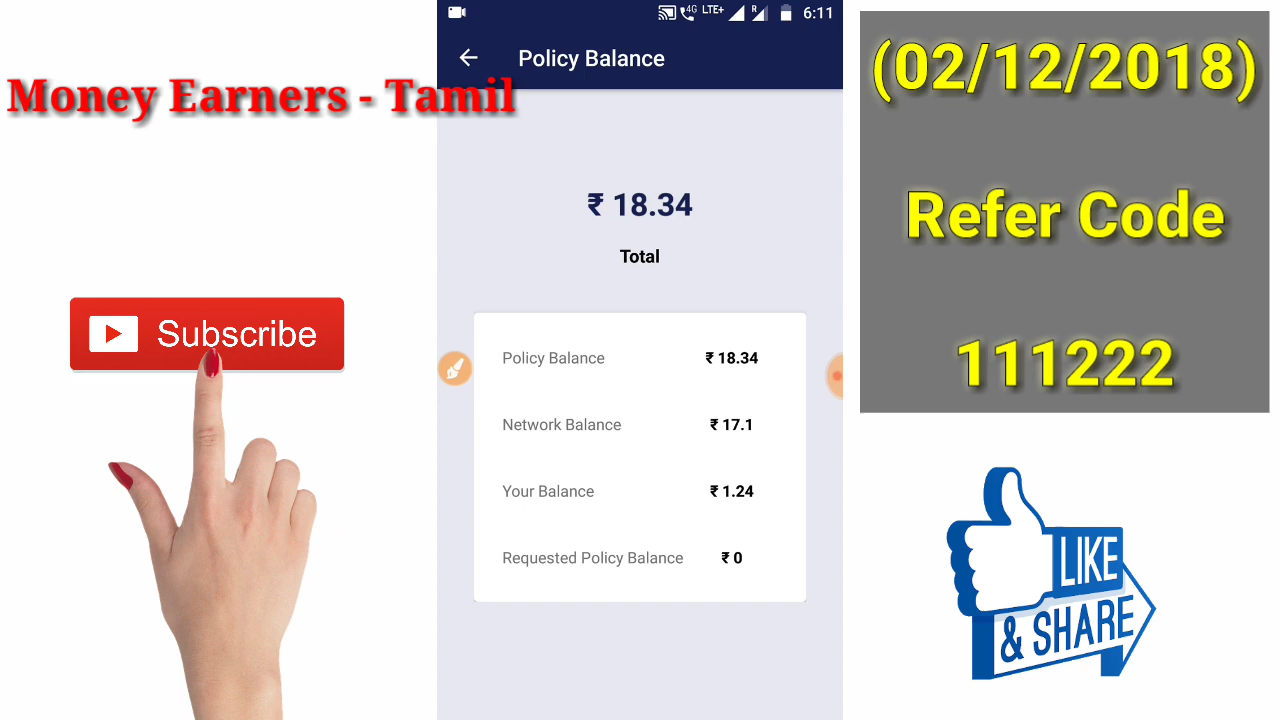 4G LTE+ R 6:11
Policy Balance
Money Earners - Tamil
(02/12/2018)
Refer Code
111222
₹ 18.34
Total
Policy Balance ₹ 18.34
Network Balance ₹ 17.1
Your Balance ₹ 1.24
Requested Policy Balance ₹ 0
Subscribe
LIKE
& SHARE